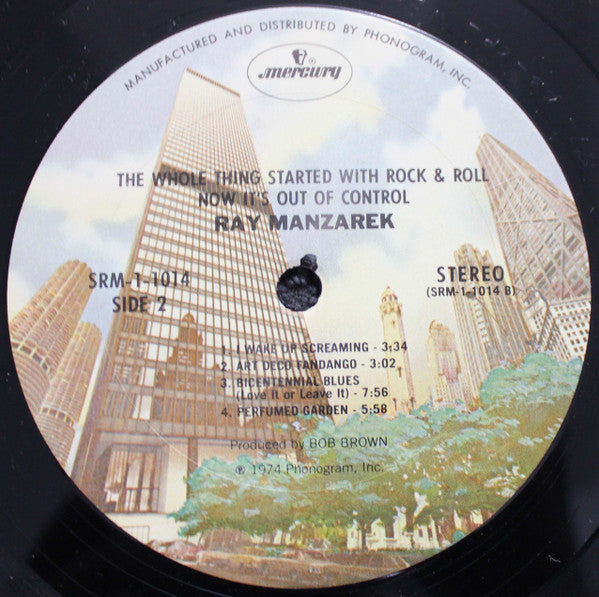 MANUFACTURED AND DISTRIBUTED BY PHONOGRAM, INC.
mercury ®
THE WHOLE THING STARTED WITH ROCK & ROLL
NOW IT'S OUT OF CONTROL
RAY MANZAREK
SRM-1-1014
SIDE 2
STEREO
(SRM-1-1014 B)
1. I WAKE UP SCREAMING - 3:34
2. ART DECO FANDANGO - 3:02
3. BICENTENNIAL BLUES
(Love It or Leave It) - 7:56
4. PERFUMED GARDEN - 5:58
Produced by BOB BROWN
℗ 1974 Phonogram, Inc.